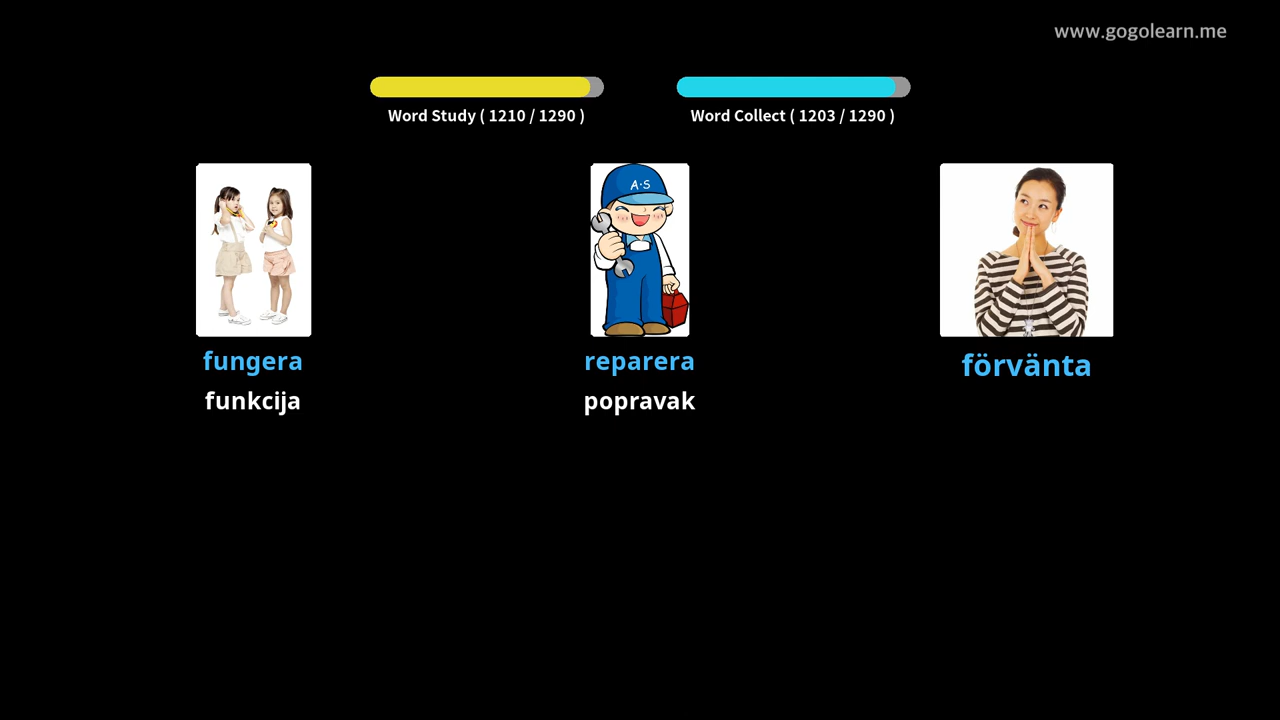 www.gogolearn.me
Word Study ( 1210 / 1290 )
Word Collect ( 1203 / 1290 )
A·S
fungera
reparera
förvänta
funkcija
popravak